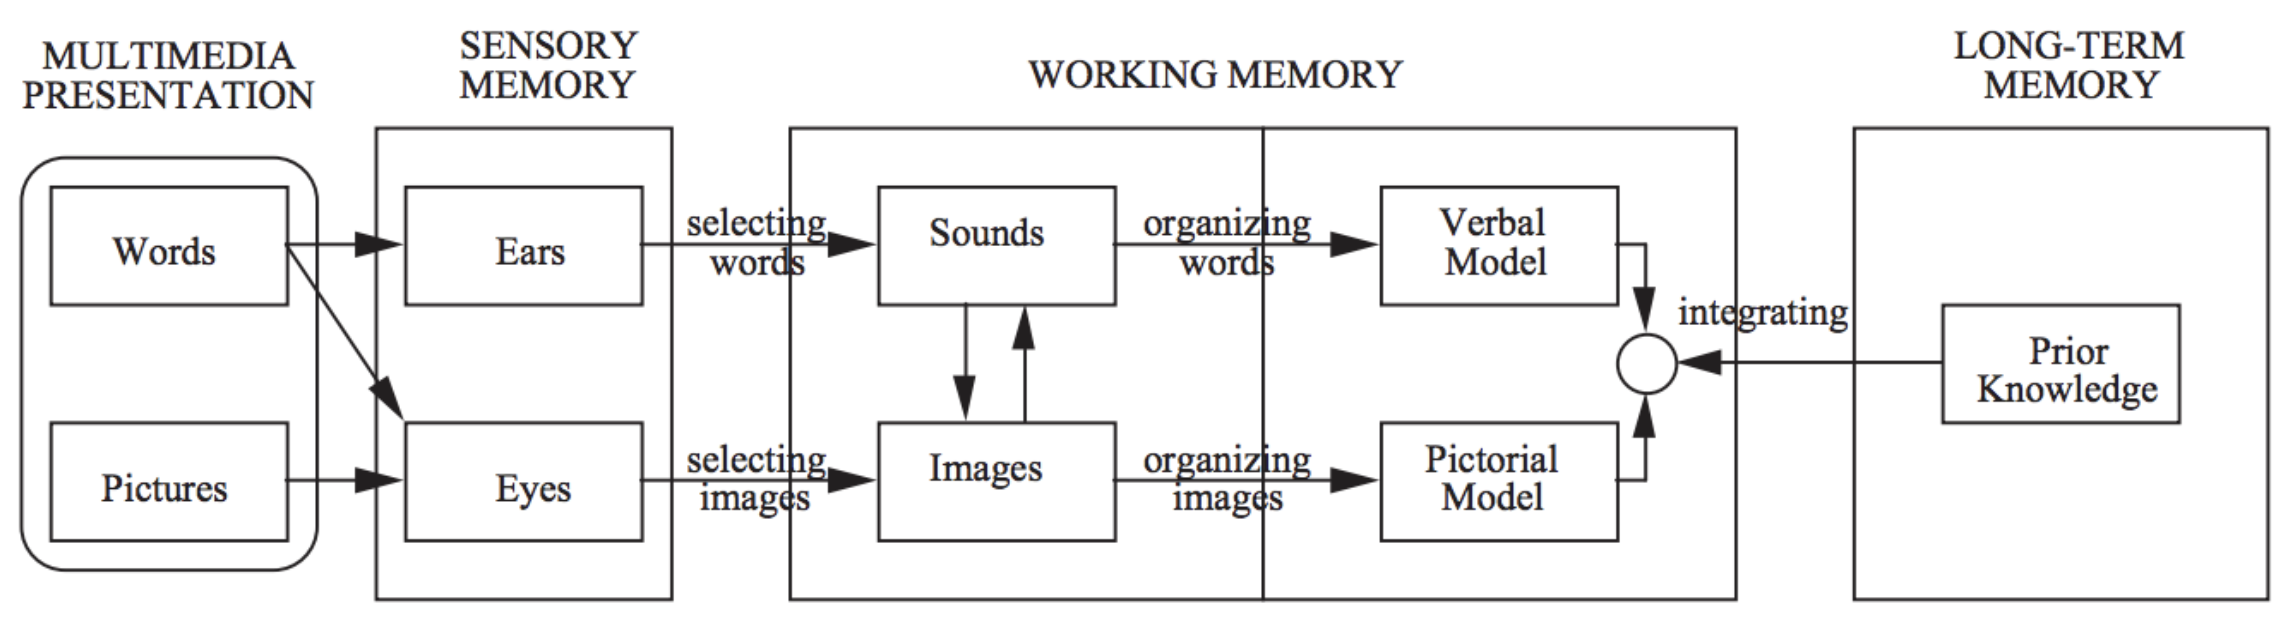 MULTIMEDIA
PRESENTATION
SENSORY
MEMORY
WORKING MEMORY
LONG-TERM
MEMORY
Words
Ears
selecting
words
Sounds
organizing
words
Verbal
Model
integrating
Prior
Knowledge
Pictures
Eyes
selecting
images
Images
organizing
images
Pictorial
Model